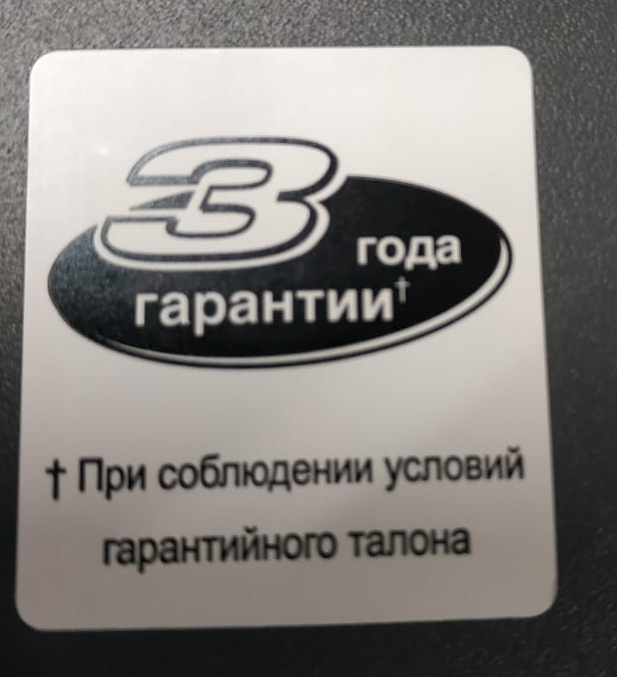 3 года
гарантии†
† При соблюдении условий
гарантийного талона